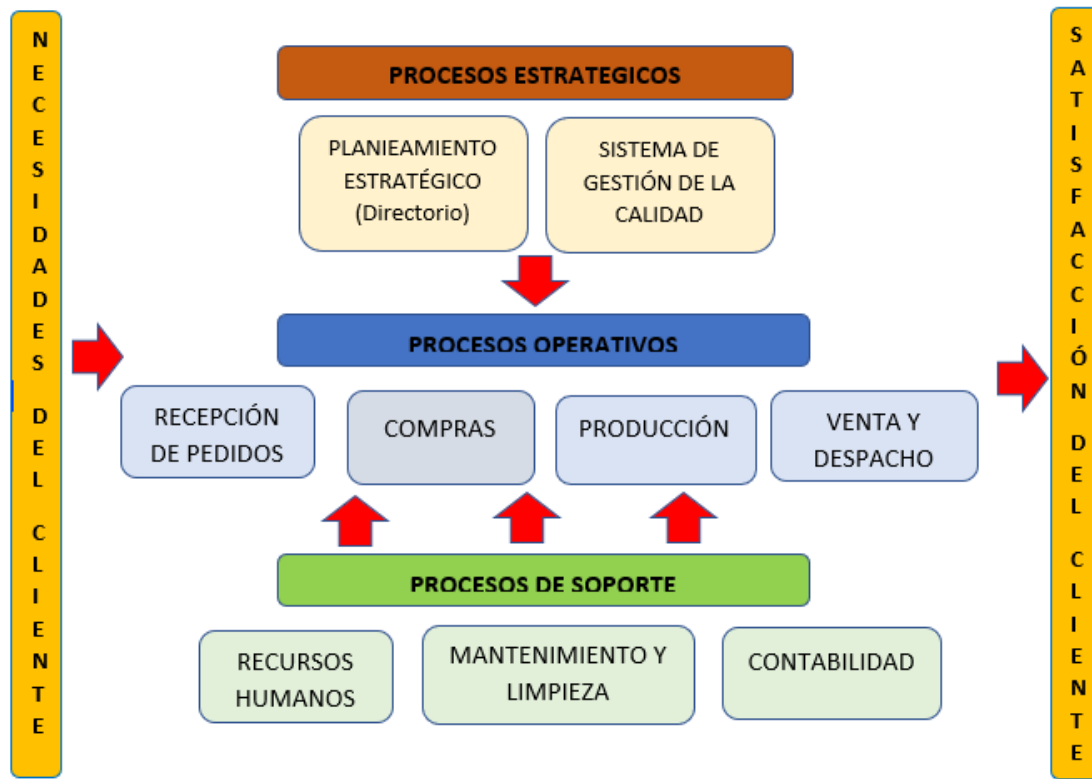 NECESIDADES DEL CLIENTE
PROCESOS ESTRATEGICOS
PLANIEAMIENTO
ESTRATÉGICO
(Directorio)
SISTEMA DE
GESTIÓN DE LA
CALIDAD
PROCESOS OPERATIVOS
RECEPCIÓN
DE PEDIDOS
COMPRAS
PRODUCCIÓN
VENTA Y
DESPACHO
PROCESOS DE SOPORTE
RECURSOS
HUMANOS
MANTENIMIENTO Y
LIMPIEZA
CONTABILIDAD
SATISFACCIÓN DEL CLIENTE